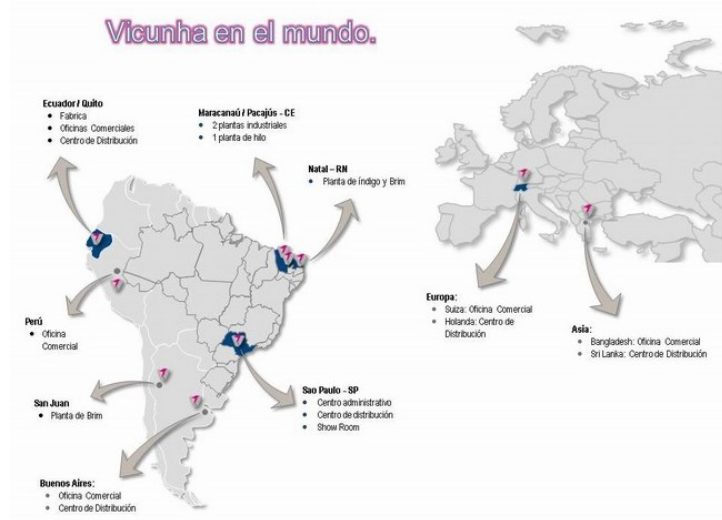 Vicunha en el mundo.
Ecuador / Quito
• Fabrica
• Oficinas Comerciales
• Centro de Distribución
Maracanaú / Pacajús - CE
• 2 plantas industriales
• 1 planta de hilo
Natal – RN
• Planta de Índigo y Brim
Perú
• Oficina
Comercial
San Juan
• Planta de Brim
Buenos Aires:
• Oficina Comercial
• Centro de Distribución
Sao Paulo – SP
• Centro administrativo
• Centro de distribución
• Show Room
Europa:
• Suiza: Oficina Comercial
• Holanda: Centro de
Distribución
Asia:
• Bangladesh: Oficina Comercial
• Sri Lanka: Centro de Distribución